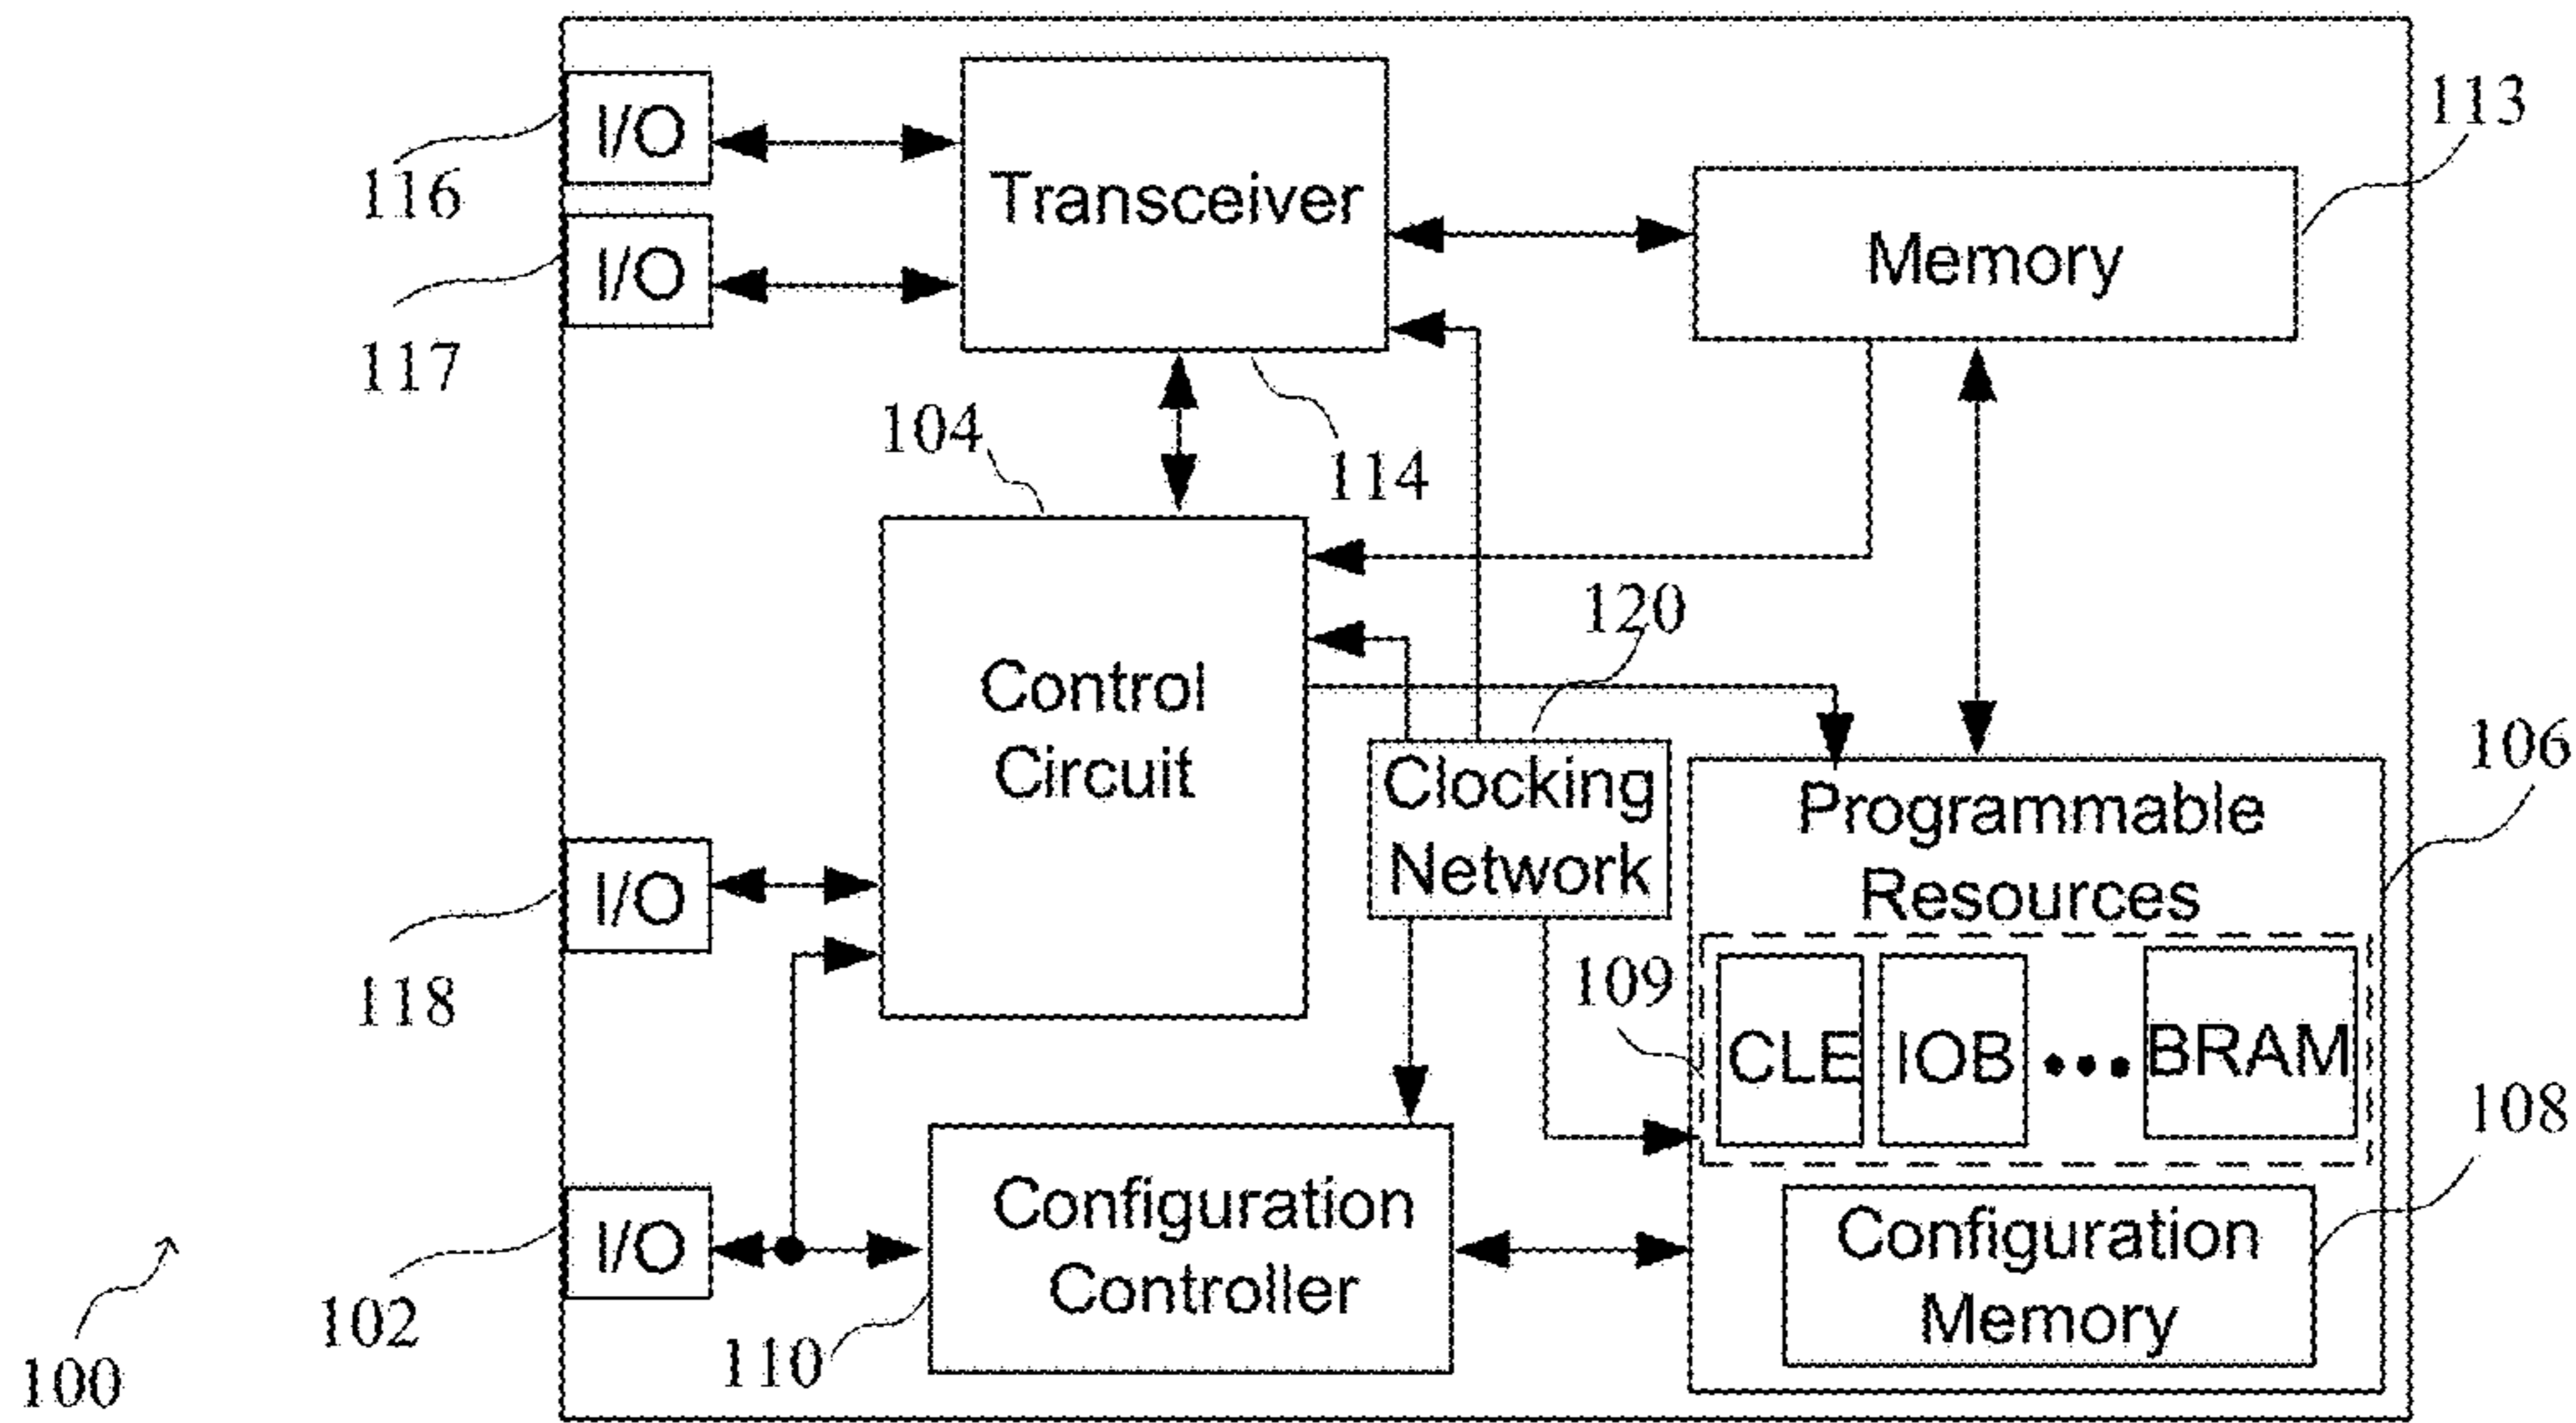 I/O
116
Transceiver
113
Memory
I/O
117
104
114
120
Control
Circuit
Clocking
Network
106
Programmable
Resources
I/O
118
109
CLE IOB ••• BRAM
108
Configuration
Memory
I/O
102
Configuration
Controller
110
100